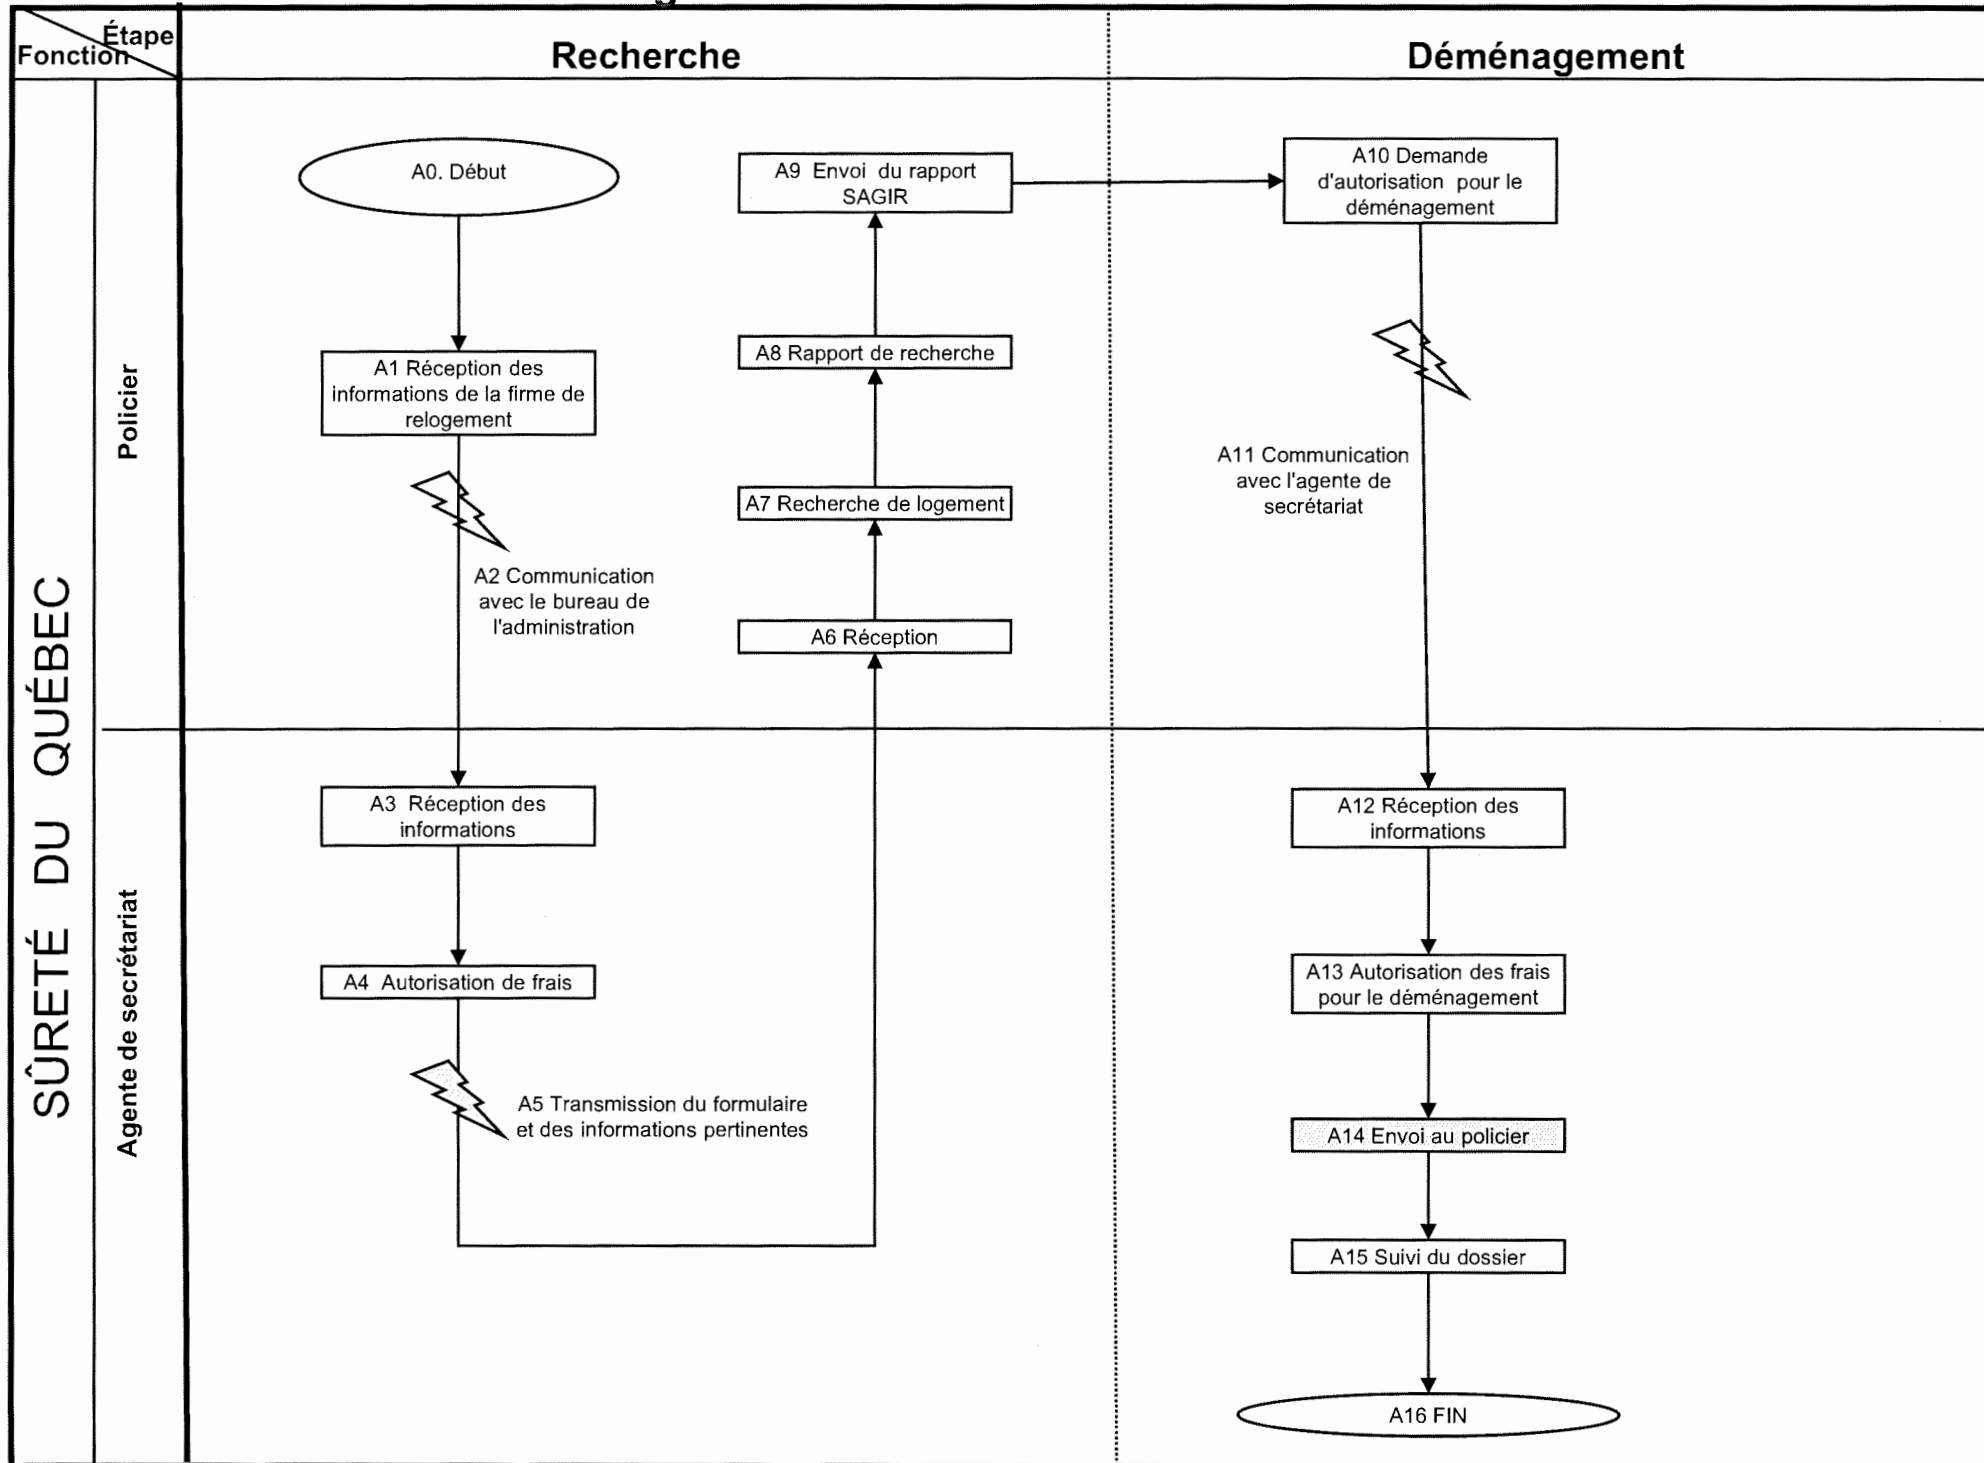 Étape
Fonction
Recherche
Déménagement
SÛRETÉ DU QUÉBEC
Policier
A0. Début
A1 Réception des
informations de la firme de
relogement
A2 Communication
avec le bureau de
l'administration
A9 Envoi du rapport
SAGIR
A8 Rapport de recherche
A7 Recherche de logement
A6 Réception
A10 Demande
d'autorisation pour le
déménagement
A11 Communication
avec l'agente de
secrétariat
Agente de secrétariat
A3 Réception des
informations
A4 Autorisation de frais
A5 Transmission du formulaire
et des informations pertinentes
A12 Réception des
informations
A13 Autorisation des frais
pour le déménagement
A14 Envoi au policier
A15 Suivi du dossier
A16 FIN